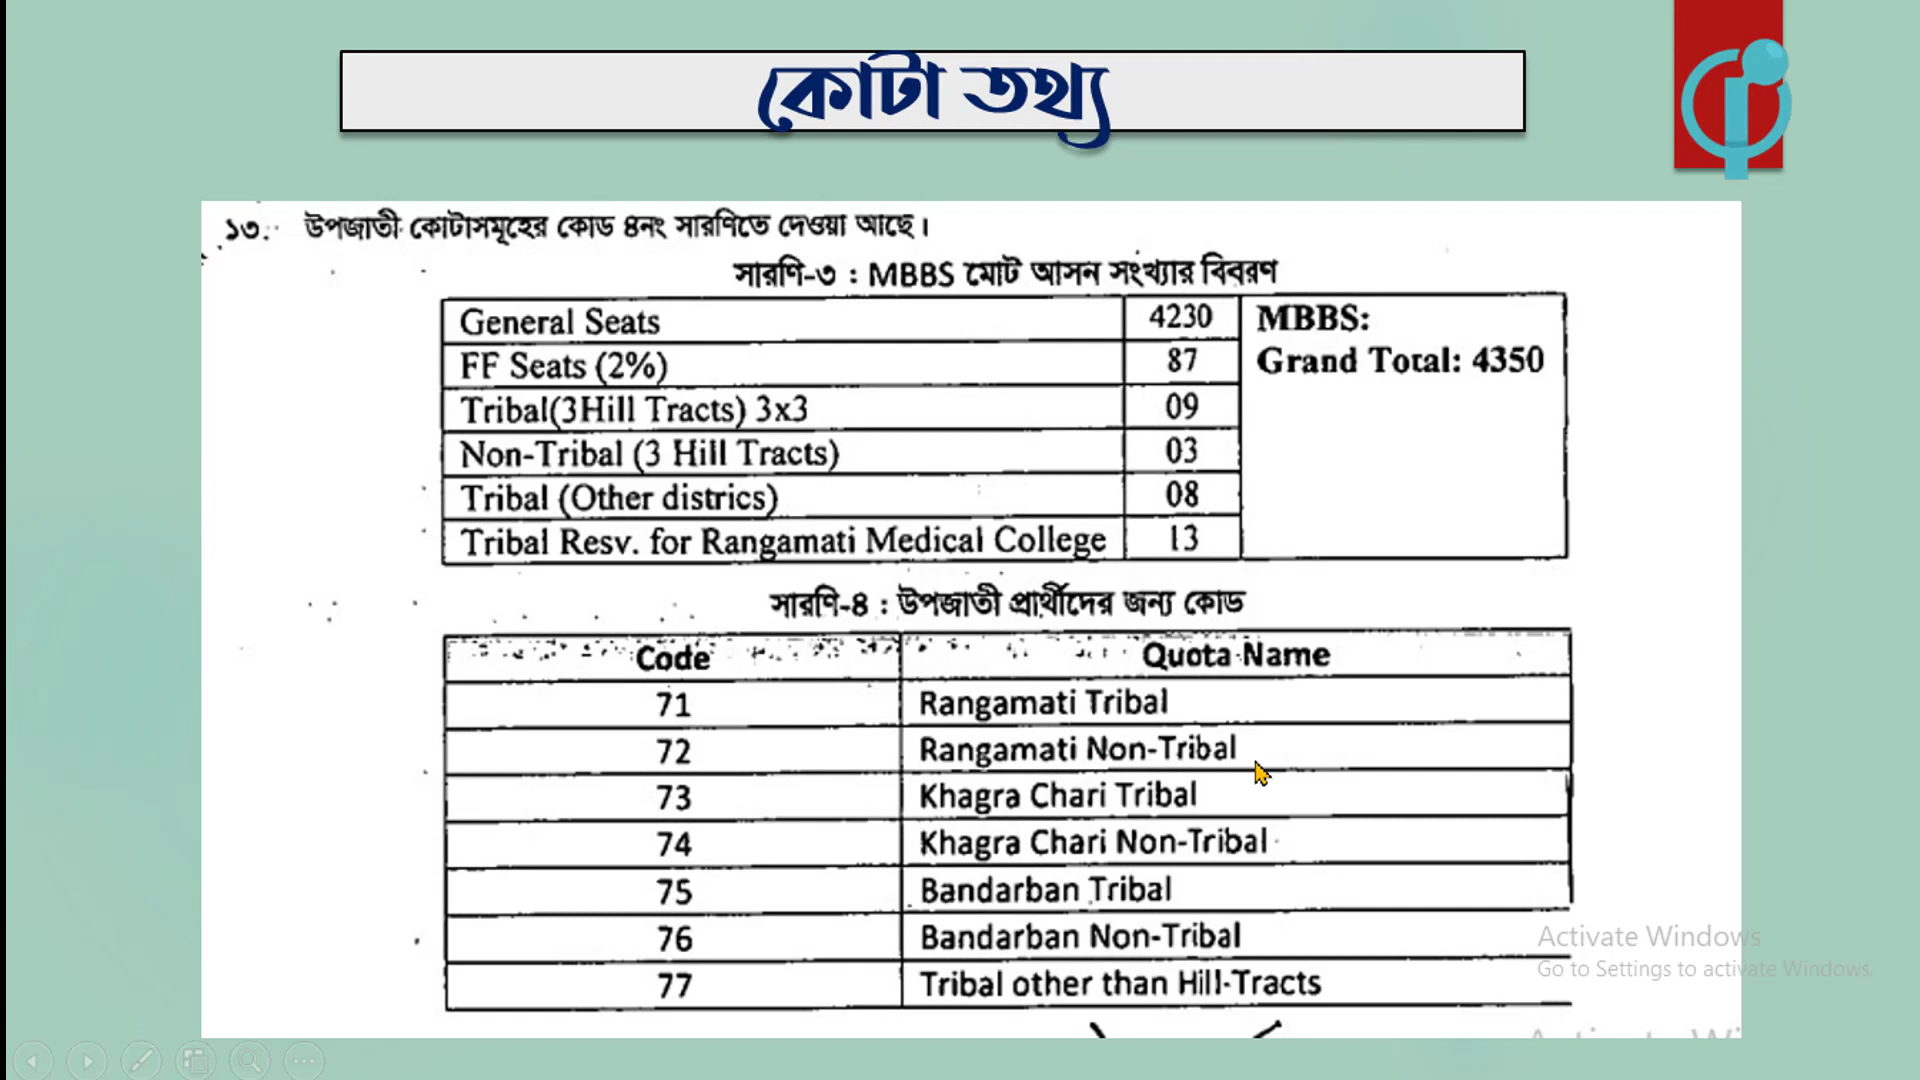 কোটা তথ্য
১৩. উপজাতী কোটাসমূহের কোড ৪নং সারণিতে দেওয়া আছে।
সারণি-৩ : MBBS মোট আসন সংখ্যার বিবরণ
General Seats 4230 MBBS:
FF Seats (2%) 87 Grand Total: 4350
Tribal(3Hill Tracts) 3x3 09
Non-Tribal (3 Hill Tracts) 03
Tribal (Other districs) 08
Tribal Resv. for Rangamati Medical College 13
সারণি-৪ : উপজাতী প্রার্থীদের জন্য কোড
Code Quota Name
71 Rangamati Tribal
72 Rangamati Non-Tribal
73 Khagra Chari Tribal
74 Khagra Chari Non-Tribal
75 Bandarban Tribal
76 Bandarban Non-Tribal
77 Tribal other than Hill-Tracts
Activate Windows
Go to Settings to activate Windows.